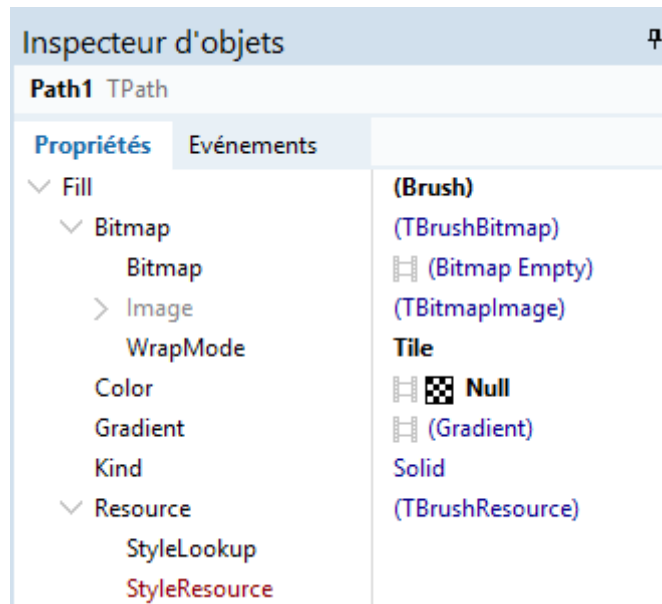 Inspecteur d'objets
Path1 TPath
Propriétés Evénements
Fill (Brush)
Bitmap (TBrushBitmap)
Bitmap (Bitmap Empty)
Image (TBitmapImage)
WrapMode Tile
Color Null
Gradient (Gradient)
Kind Solid
Resource (TBrushResource)
StyleLookup
StyleResource